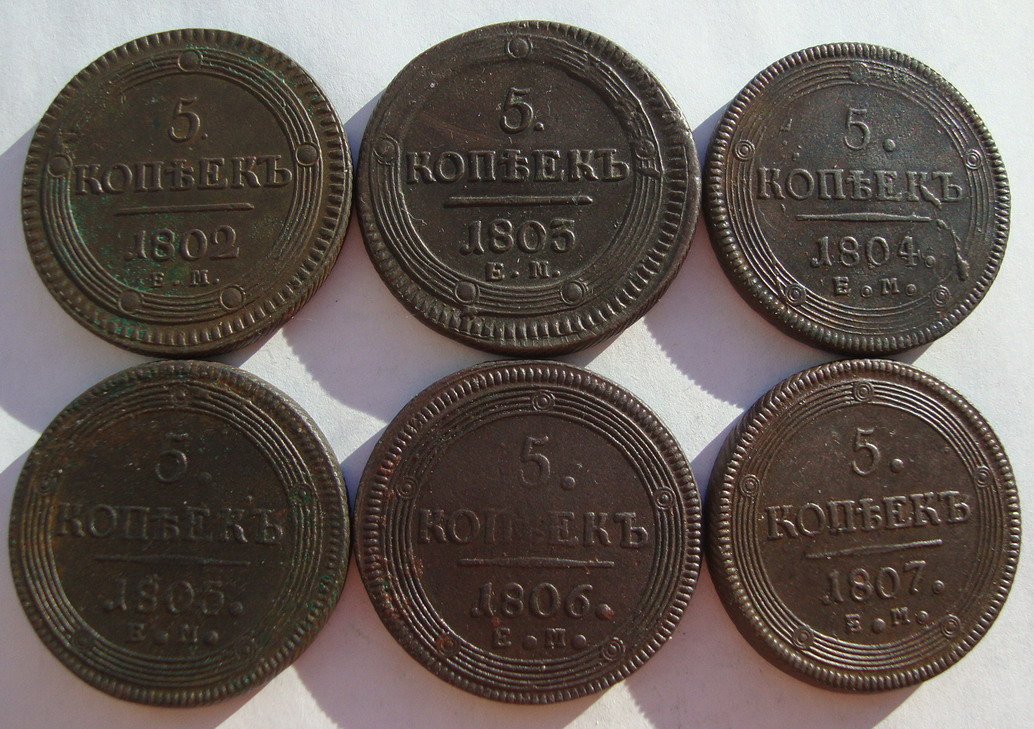 5.
КОПѢЕКЪ
1802
Е.М.
5.
КОПѢЕКЪ
1803
Е.М.
5.
КОПѢЕКЪ
1804.
Е.М.
5.
КОПѢЕКЪ
1805.
Е.М.
5.
КОПѢЕКЪ
1806.
Е.М.
5.
КОПѢЕКЪ
1807.
Е.М.